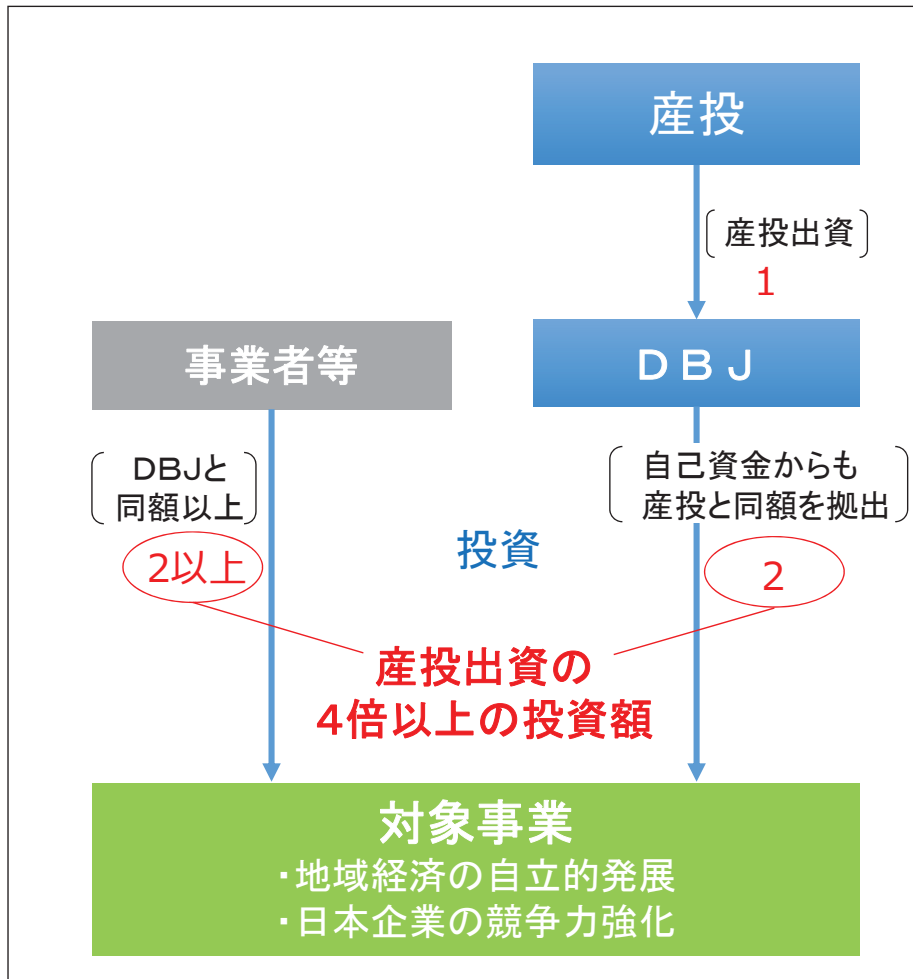 産投
産投出資
1
事業者等
ＤＢＪ
DBJと
同額以上
2以上
投資
自己資金からも
産投と同額を拠出
2
産投出資の
4倍以上の投資額
対象事業
・地域経済の自立的発展
・日本企業の競争力強化